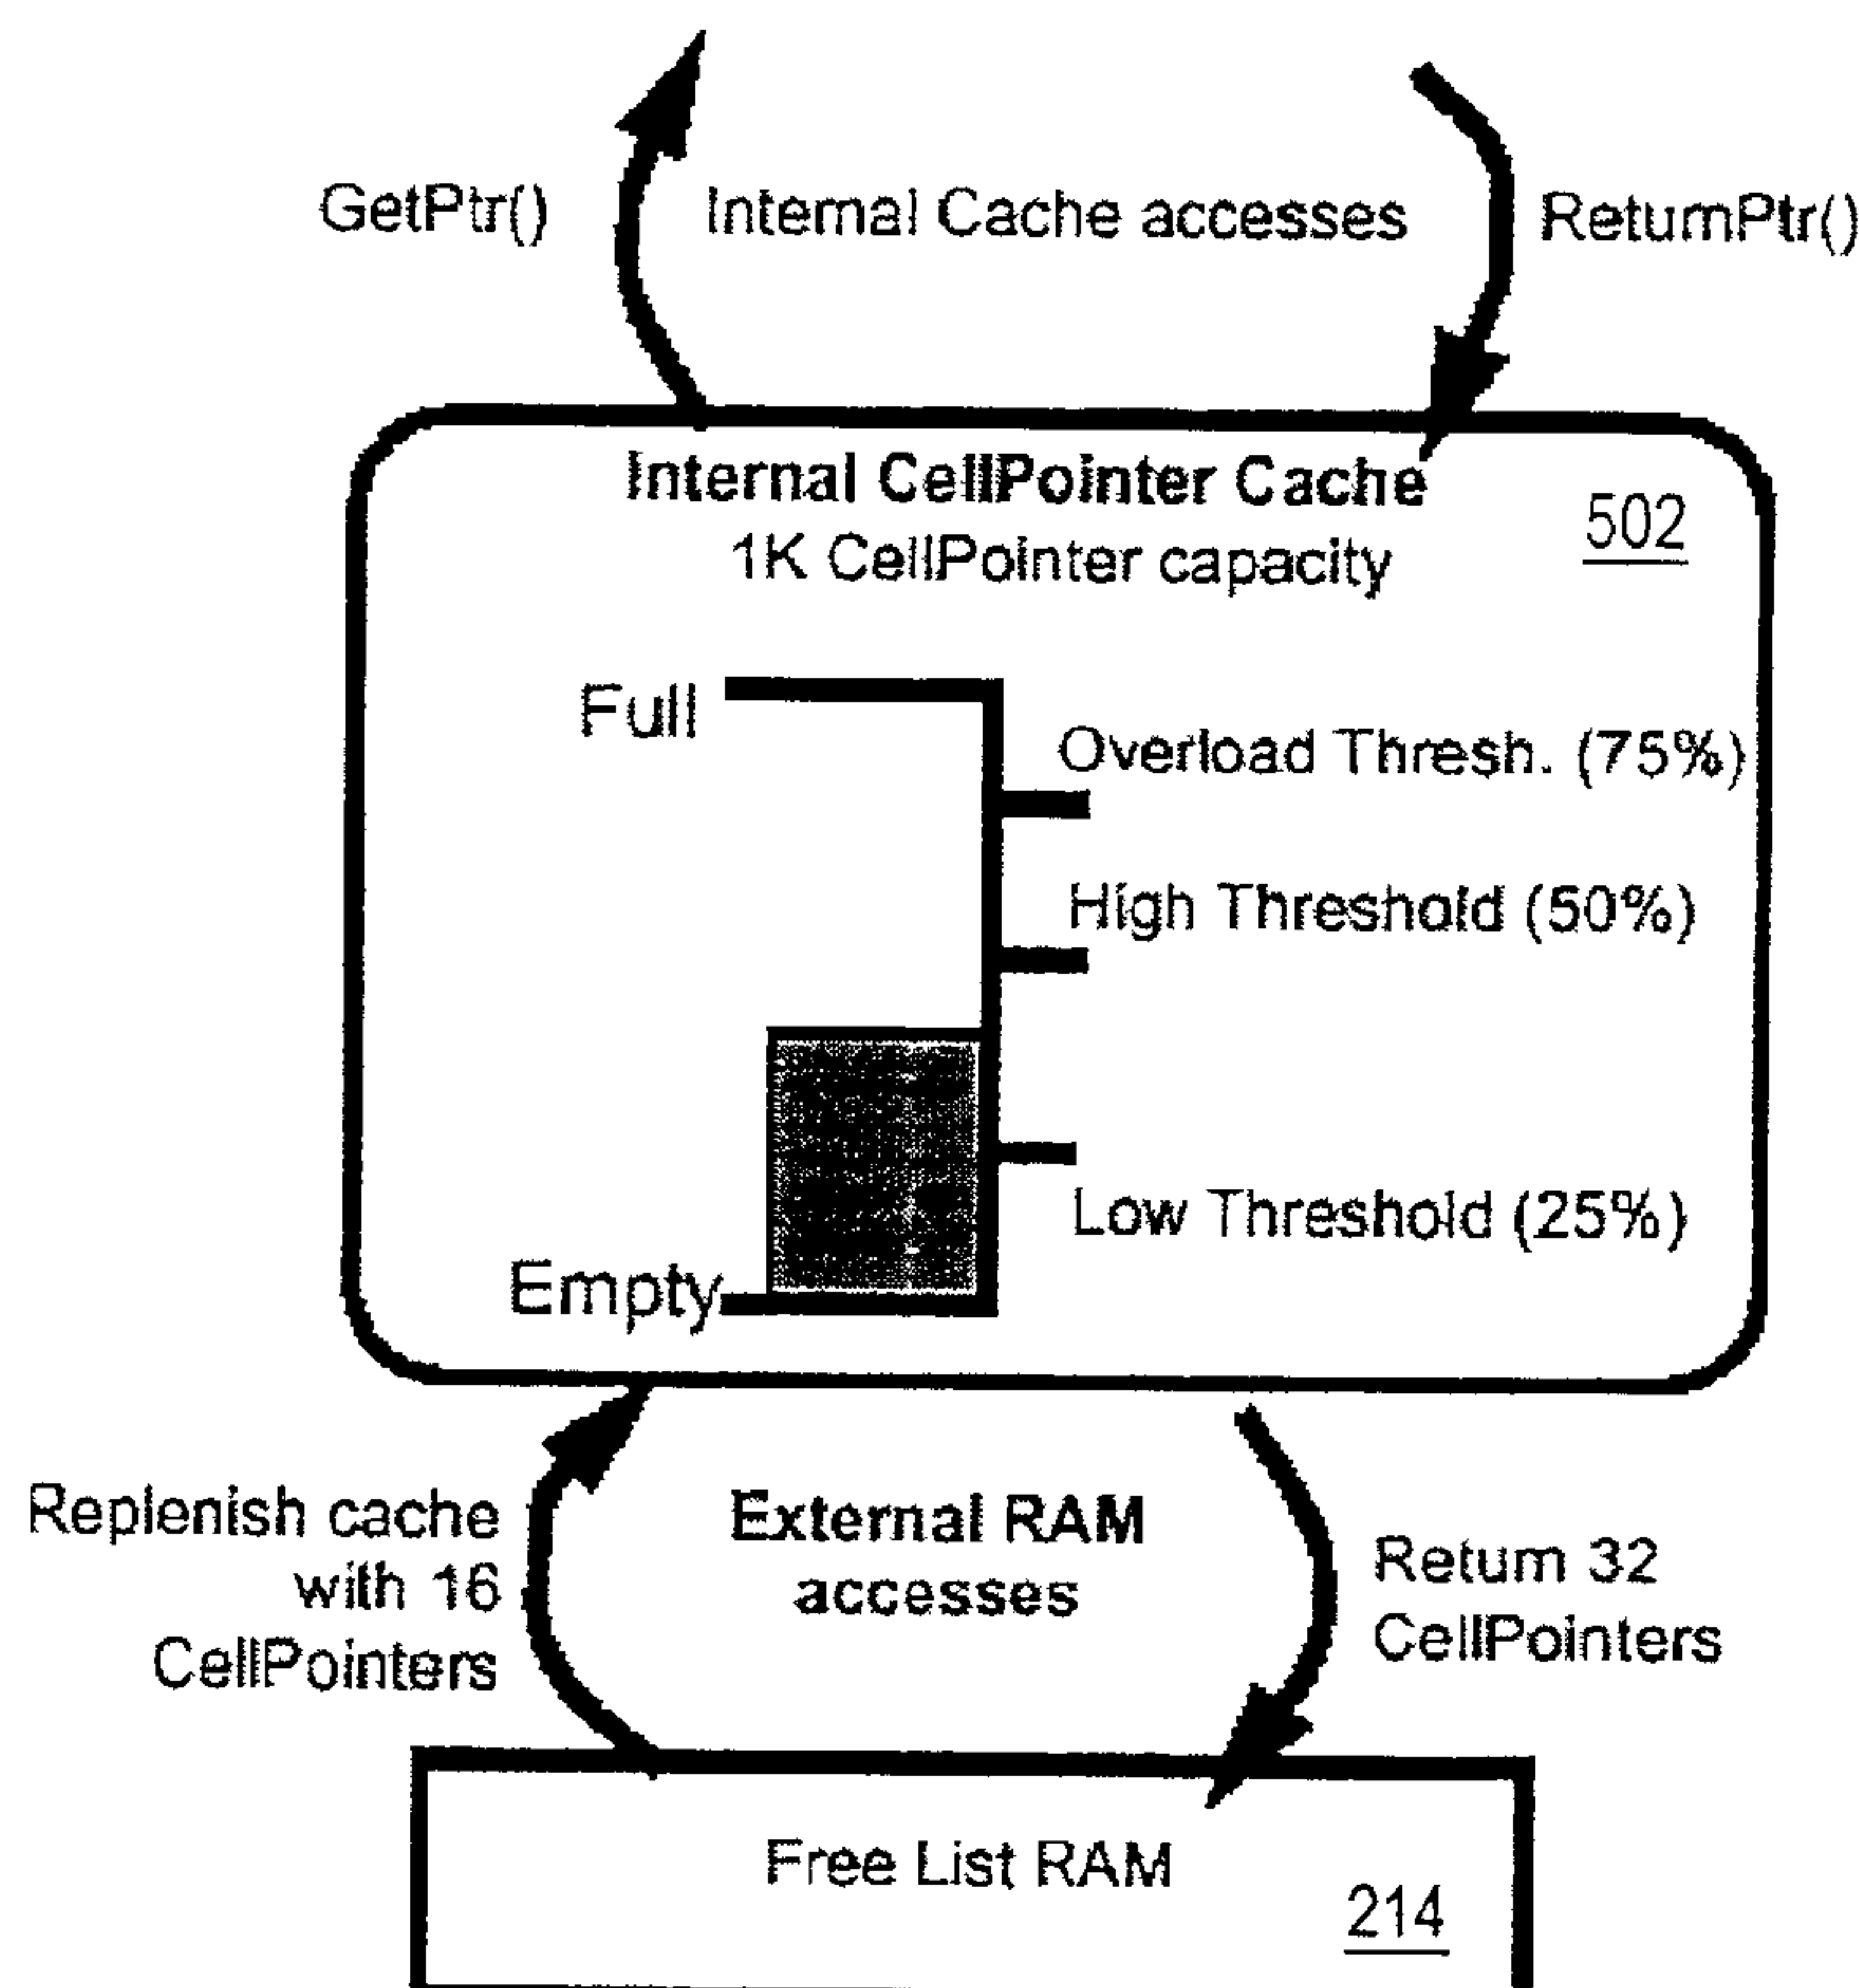 GetPtr()
Internal Cache accesses
ReturnPtr()
Internal CellPointer Cache
1K CellPointer capacity
502
Full
Overload Thresh. (75%)
High Threshold (50%)
Low Threshold (25%)
Empty
Replenish cache
with 16
CellPointers
External RAM
accesses
Return 32
CellPointers
Free List RAM
214